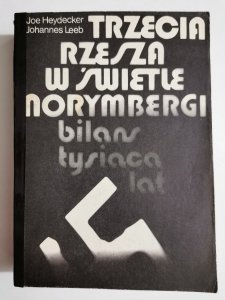 Joe Heydecker
Johannes Leeb
TRZECIA
RZESZA
W ŚWIETLE
NORYMBERGI
bilans
tysiąca
lat